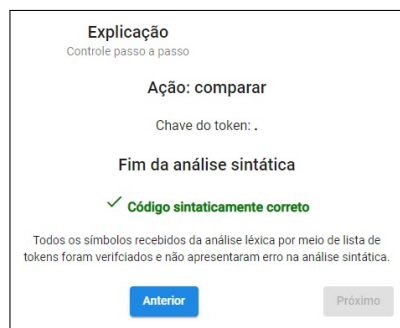 Explicação
Controle passo a passo
Ação: comparar
Chave do token: .
Fim da análise sintática
Código sintaticamente correto
Todos os símbolos recebidos da análise léxica por meio de lista de
tokens foram verifciados e não apresentaram erro na análise sintática.
Anterior
Próximo